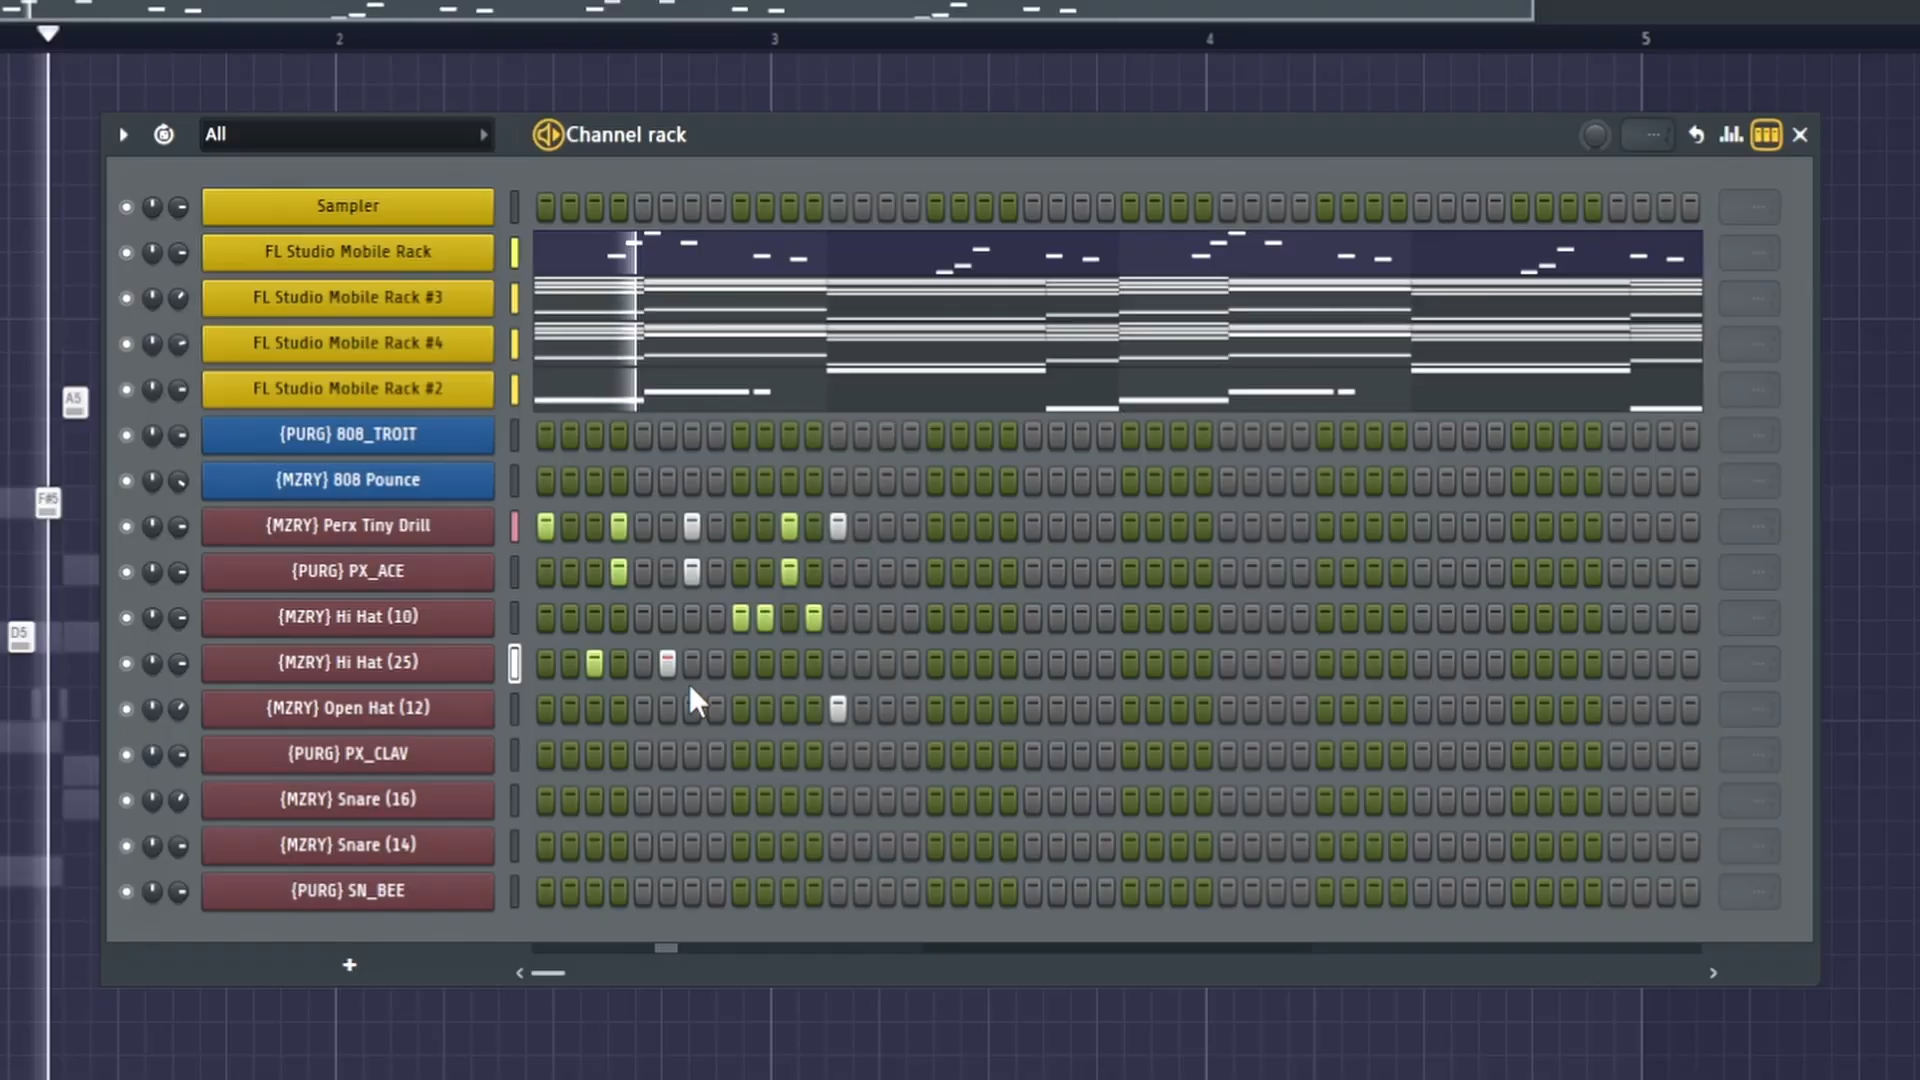 2
3
4
5
All
Channel rack
Sampler
FL Studio Mobile Rack
FL Studio Mobile Rack #3
FL Studio Mobile Rack #4
FL Studio Mobile Rack #2
{PURG} 808_TROIT
{MZRY} 808 Pounce
{MZRY} Perx Tiny Drill
{PURG} PX_ACE
{MZRY} Hi Hat (10)
{MZRY} Hi Hat (25)
{MZRY} Open Hat (12)
{PURG} PX_CLAV
{MZRY} Snare (16)
{MZRY} Snare (14)
{PURG} SN_BEE
A5
F#5
D5